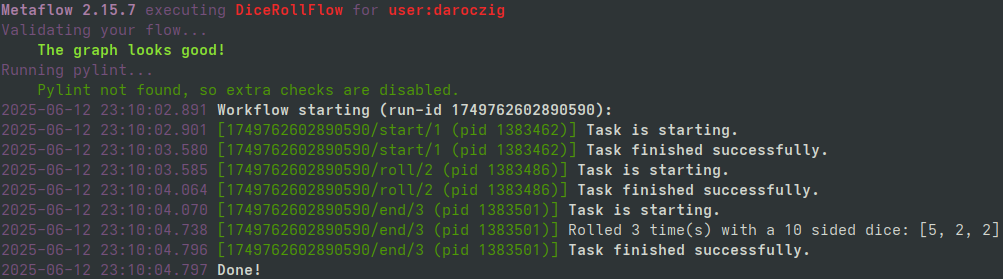 Metaflow 2.15.7 executing DiceRollFlow for user:daroczig
Validating your flow...
    The graph looks good!
Running pylint...
    Pylint not found, so extra checks are disabled.
2025-06-12 23:10:02.891 Workflow starting (run-id 1749762602890590):
2025-06-12 23:10:02.901 [1749762602890590/start/1 (pid 1383462)] Task is starting.
2025-06-12 23:10:03.580 [1749762602890590/start/1 (pid 1383462)] Task finished successfully.
2025-06-12 23:10:03.585 [1749762602890590/roll/2 (pid 1383486)] Task is starting.
2025-06-12 23:10:04.064 [1749762602890590/roll/2 (pid 1383486)] Task finished successfully.
2025-06-12 23:10:04.070 [1749762602890590/end/3 (pid 1383501)] Task is starting.
2025-06-12 23:10:04.738 [1749762602890590/end/3 (pid 1383501)] Rolled 3 time(s) with a 10 sided dice: [5, 2, 2]
2025-06-12 23:10:04.796 [1749762602890590/end/3 (pid 1383501)] Task finished successfully.
2025-06-12 23:10:04.797 Done!